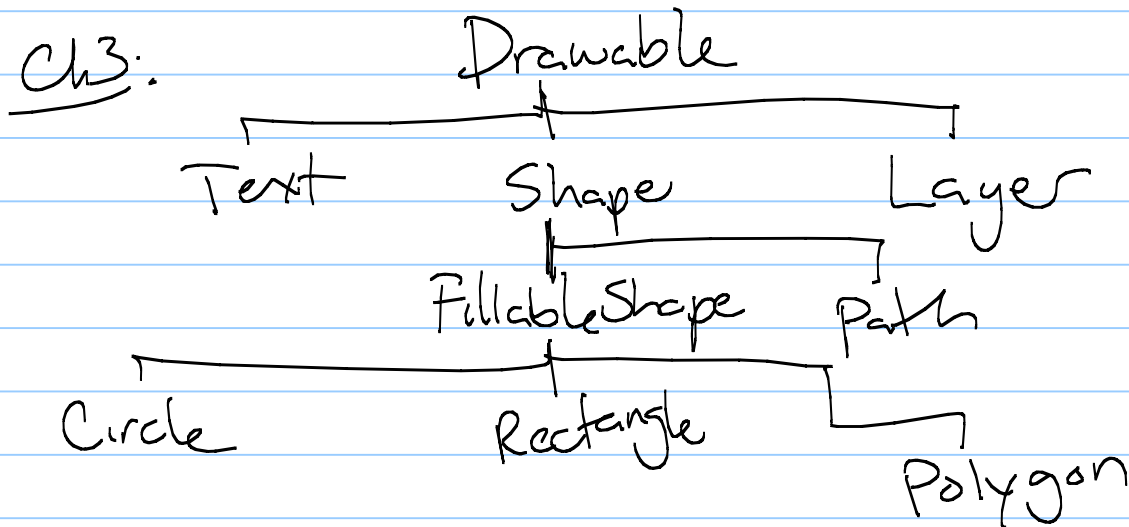 Ch3: Drawable
Text Shape Layer
FillableShape Path
Circle Rectangle
Polygon